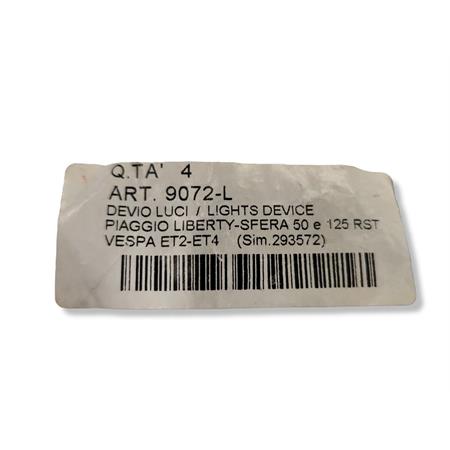 Q.TA' 4
ART. 9072-L
DEVIO LUCI / LIGHTS DEVICE
PIAGGIO LIBERTY-SFERA 50 e 125 RST
VESPA ET2-ET4 (Sim.293572)